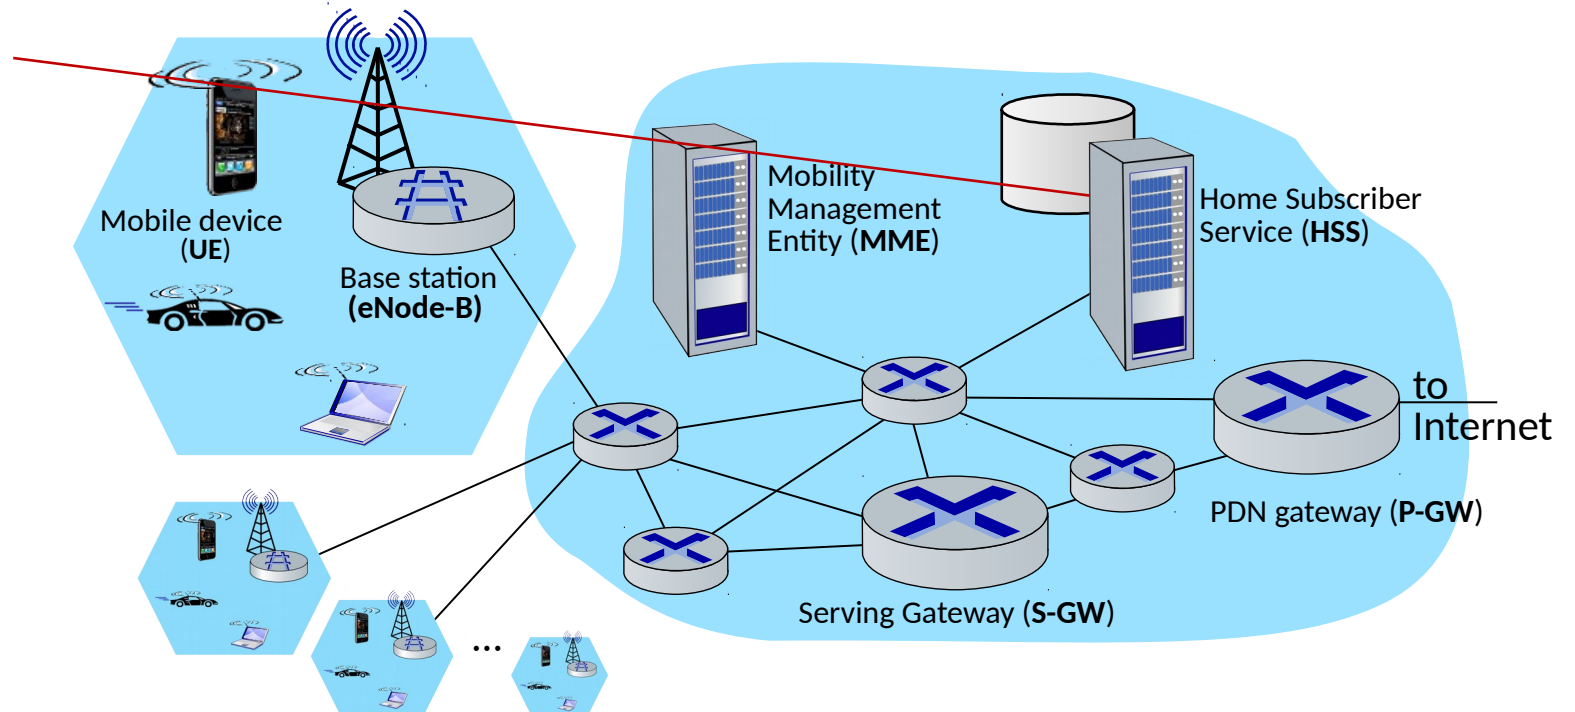 Mobile device
(UE)
Base station
(eNode-B)
Mobility
Management
Entity (MME)
Home Subscriber
Service (HSS)
to
Internet
PDN gateway (P-GW)
Serving Gateway (S-GW)
...